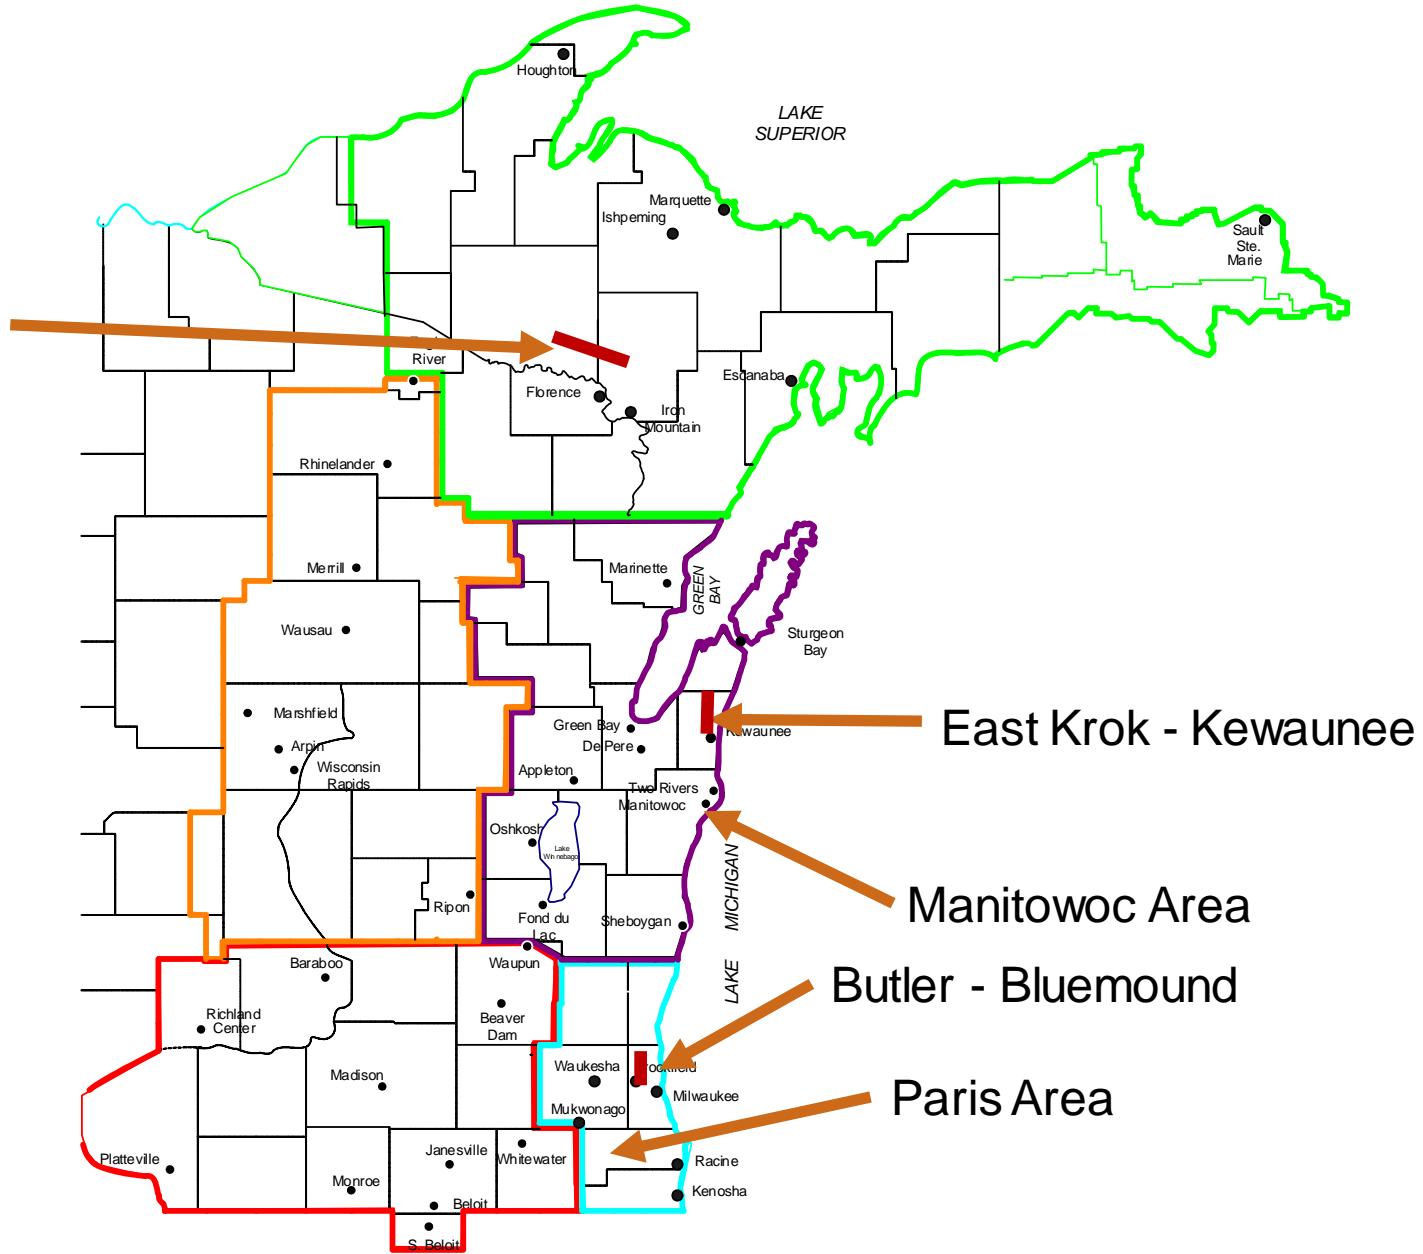 Houghton
LAKE
SUPERIOR
Marquette
Ishpeming
Sault
Ste.
Marie
River
Escanaba
Florence
Iron
Mountain
Rhinelander
Merrill
Marinette
GREEN
BAY
Wausau
Sturgeon
Bay
Marshfield
Green Bay
Kewaunee
East Krok - Kewaunee
Arpin
De Pere
Wisconsin
Rapids
Appleton
Two Rivers
Manitowoc
Oshkosh
Lake
Winnebago
LAKE MICHIGAN
Ripon
Fond du
Lac
Sheboygan
Manitowoc Area
Waupun
Baraboo
Butler - Bluemound
Richland
Center
Beaver
Dam
Waukesha
Madison
Milwaukee
Mukwonago
Paris Area
Janesville
Whitewater
Platteville
Racine
Monroe
Kenosha
Beloit
S. Beloit